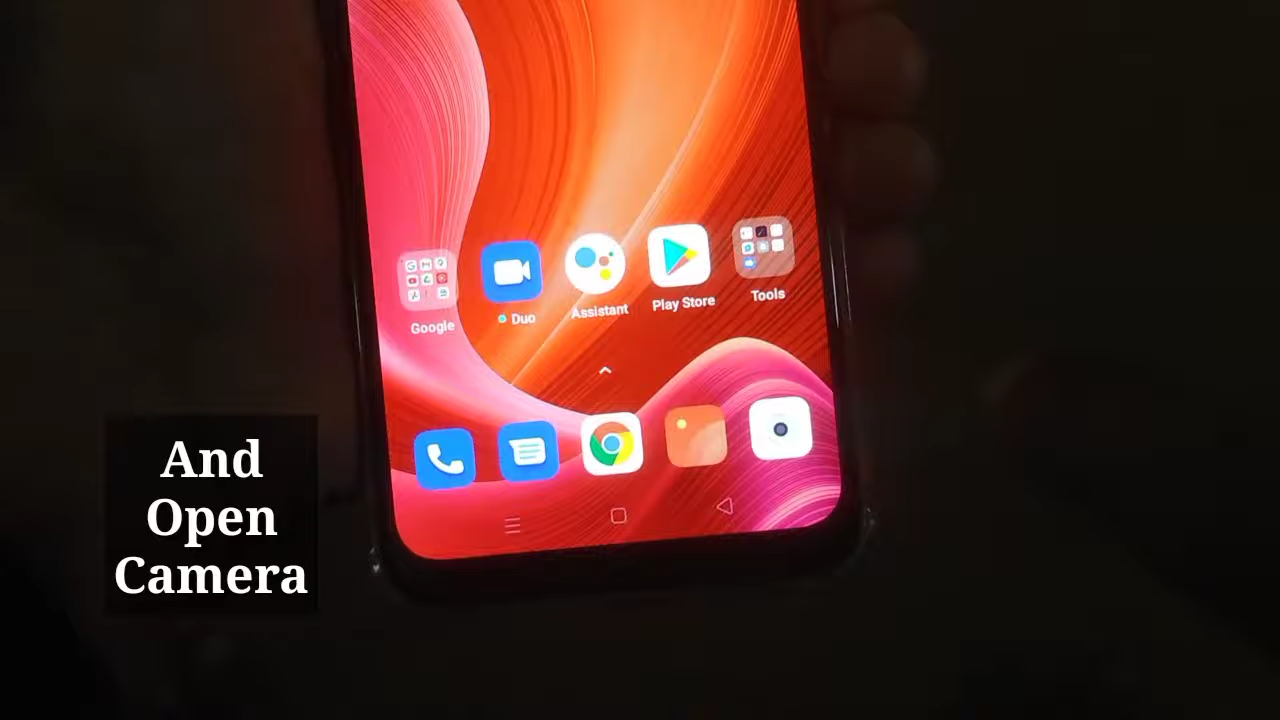 Google
Duo
Assistant
Play Store
Tools
And
Open
Camera